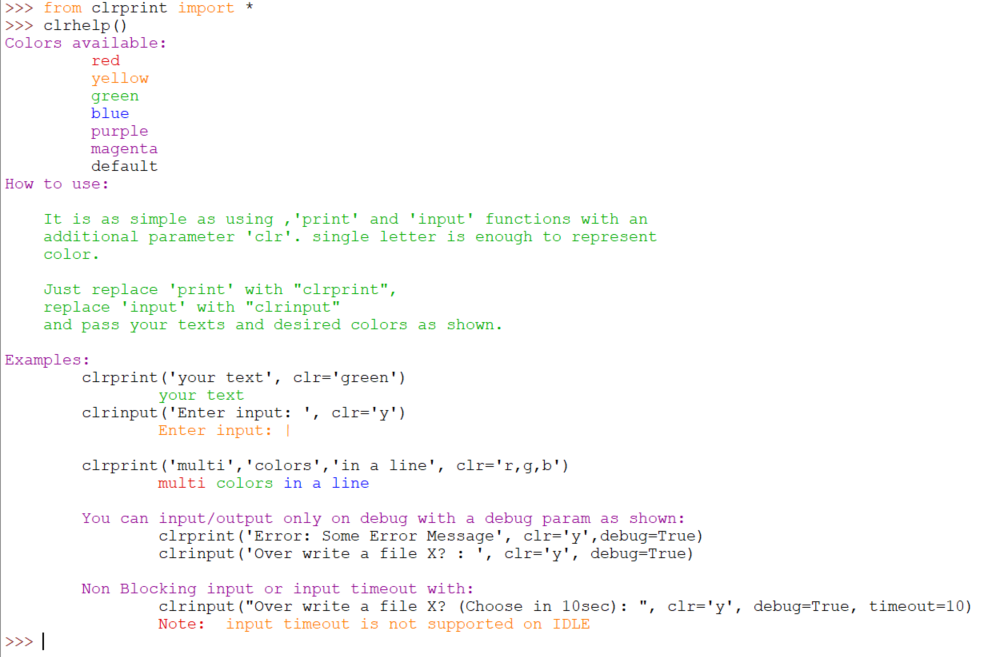 >>> from clrprint import *
>>> clrhelp()
Colors available:
red
yellow
green
blue
purple
magenta
default
How to use:
It is as simple as using ,'print' and 'input' functions with an
additional parameter 'clr'. single letter is enough to represent
color.
Just replace 'print' with "clrprint",
replace 'input' with "clrinput"
and pass your texts and desired colors as shown.
Examples:
clrprint('your text', clr='green')
your text
clrinput('Enter input: ', clr='y')
Enter input: |
clrprint('multi','colors','in a line', clr='r,g,b')
multi colors in a line
You can input/output only on debug with a debug param as shown:
clrprint('Error: Some Error Message', clr='y',debug=True)
clrinput('Over write a file X? : ', clr='y', debug=True)
Non Blocking input or input timeout with:
clrinput("Over write a file X? (Choose in 10sec): ", clr='y', debug=True, timeout=10)
Note:  input timeout is not supported on IDLE
>>>